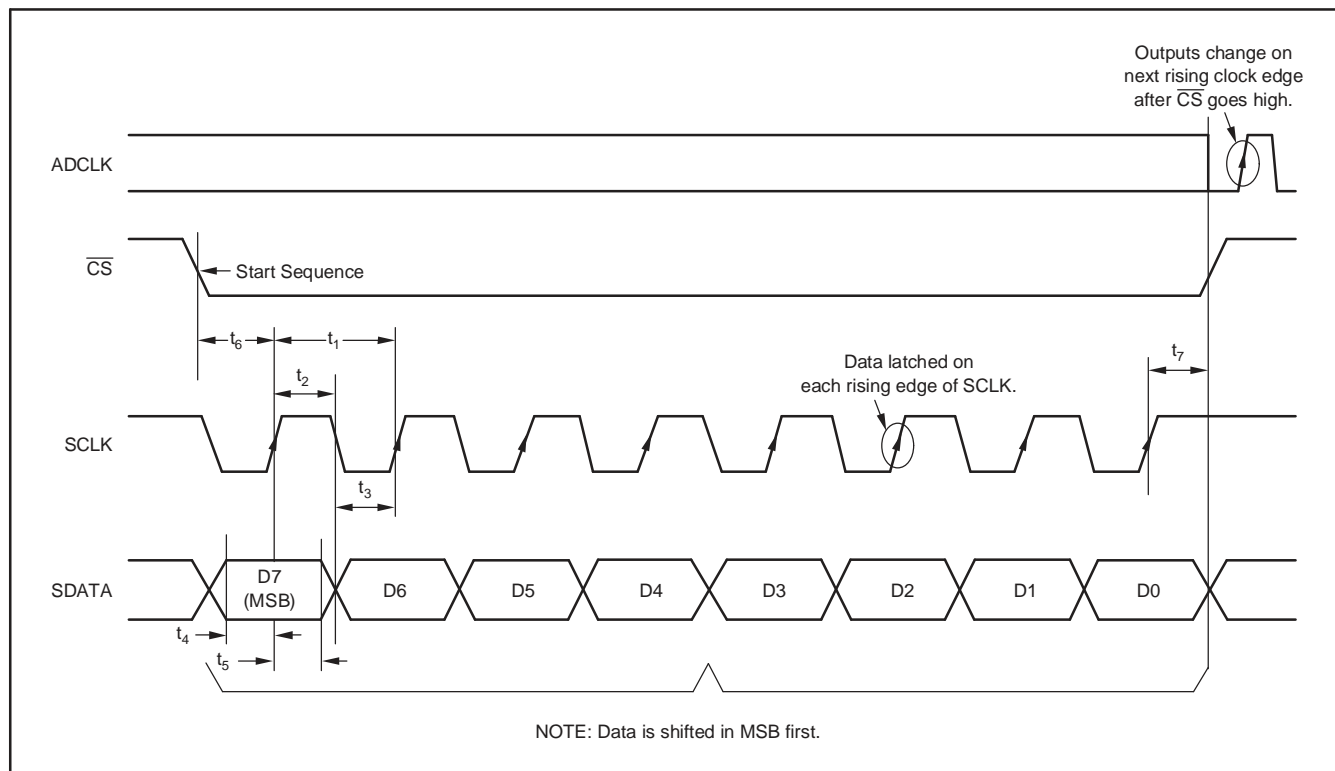 Outputs change on
next rising clock edge
after CS goes high.
ADCLK
CS
Start Sequence
t6
t1
t7
t2
Data latched on
each rising edge of SCLK.
SCLK
t3
SDATA
D7
(MSB)
D6
D5
D4
D3
D2
D1
D0
t4
t5
NOTE: Data is shifted in MSB first.